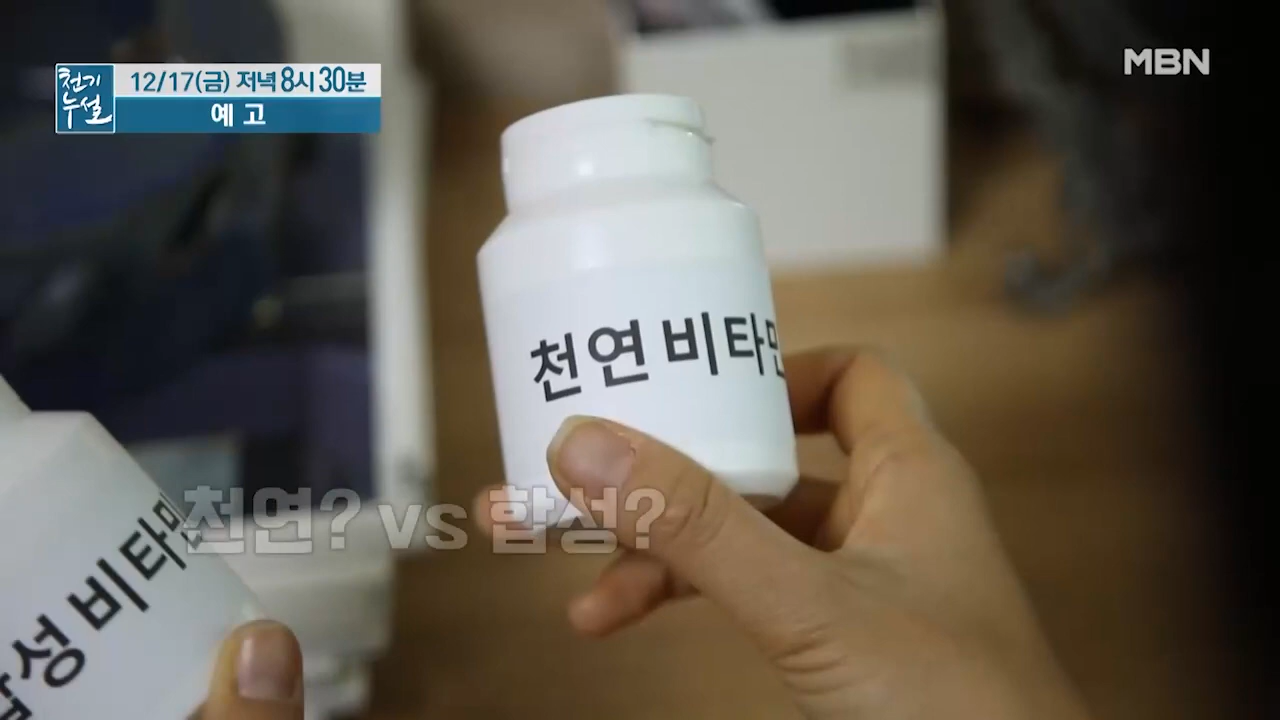 천기누설
12/17(금) 저녁 8시 30분
예고
MBN
천연비타민
천연? vs 합성?
합성 비타민